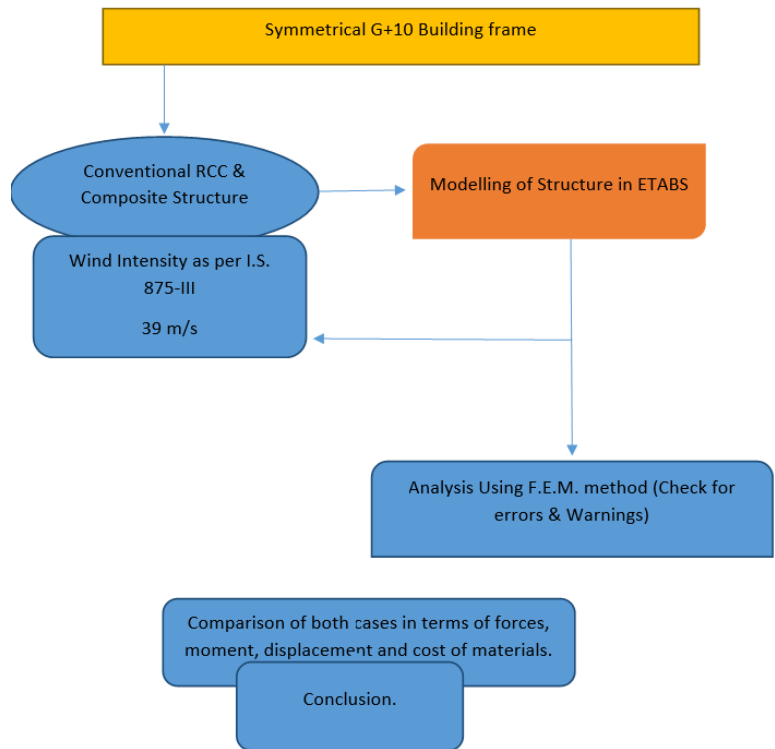 Symmetrical G+10 Building frame
Conventional RCC &
Composite Structure
Modelling of Structure in ETABS
Wind Intensity as per I.S.
875-III
39 m/s
Analysis Using F.E.M. method (Check for
errors & Warnings)
Comparison of both cases in terms of forces,
moment, displacement and cost of materials.
Conclusion.